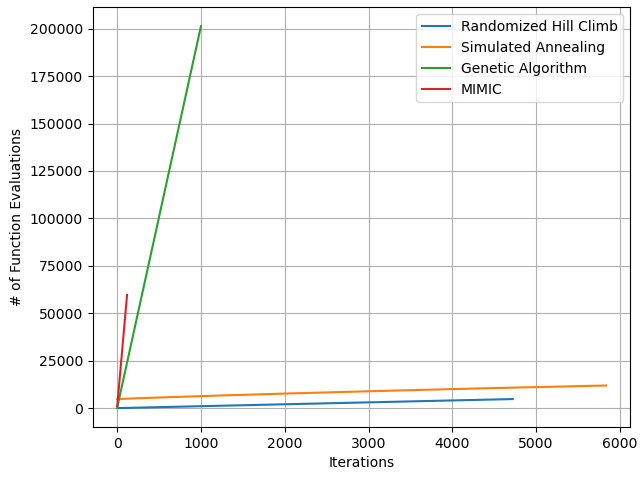 200000
175000
150000
125000
100000
75000
50000
25000
0
# of Function Evaluations
Randomized Hill Climb
Simulated Annealing
Genetic Algorithm
MIMIC
0 1000 2000 3000 4000 5000 6000
Iterations